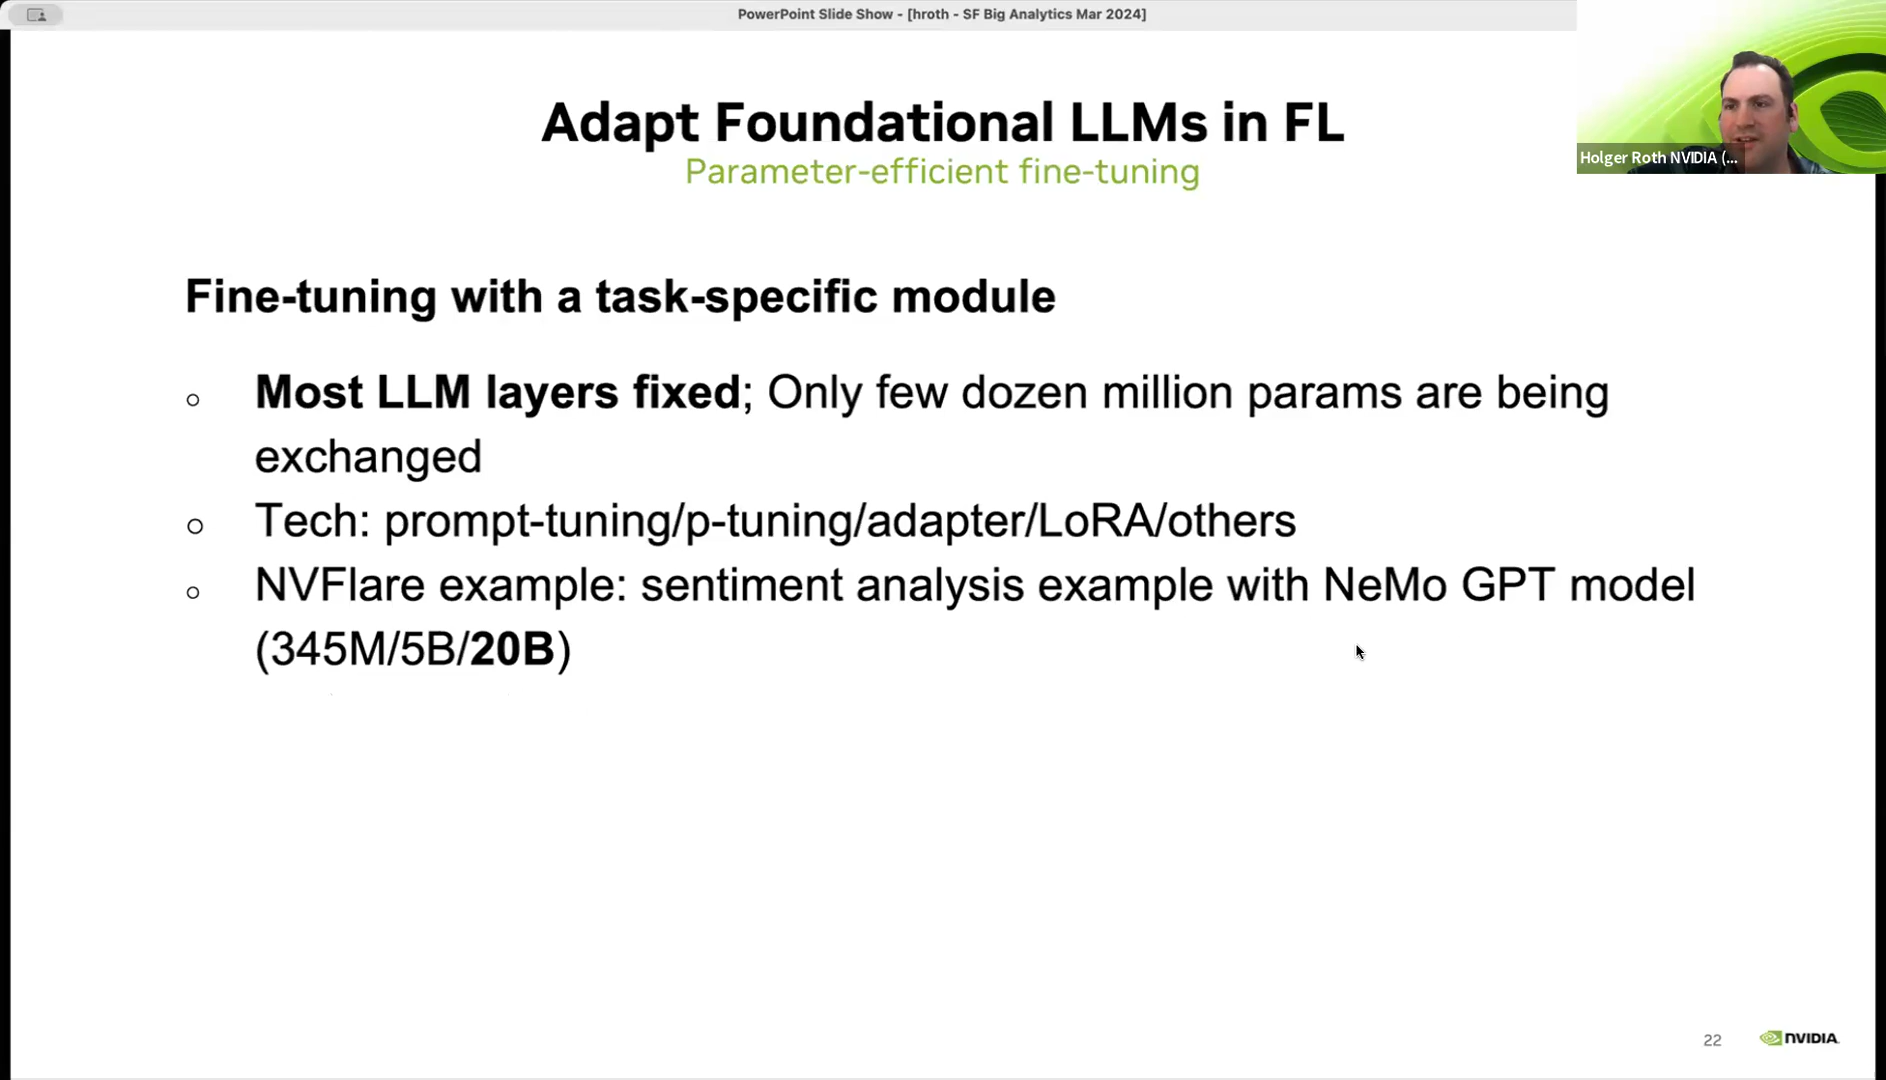 PowerPoint Slide Show - [hroth - SF Big Analytics Mar 2024]
Adapt Foundational LLMs in FL
Parameter-efficient fine-tuning
Holger Roth NVIDIA (...
Fine-tuning with a task-specific module
Most LLM layers fixed; Only few dozen million params are being
exchanged
Tech: prompt-tuning/p-tuning/adapter/LoRA/others
NVFlare example: sentiment analysis example with NeMo GPT model
(345M/5B/20B)
22
NVIDIA.